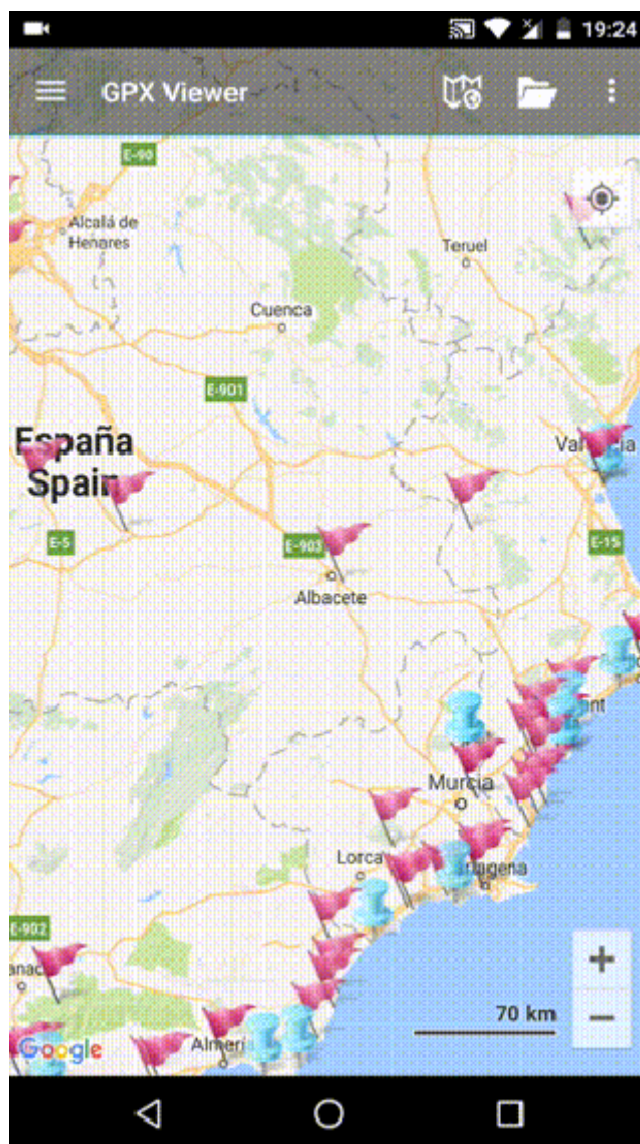 19:24
GPX Viewer
E-90
Alcalá de
Henares
Teruel
Cuenca
E-901
España
Spain
E-5
E-903
E-15
Albacete
Murcia
Lorca
E-902
70 km
Google